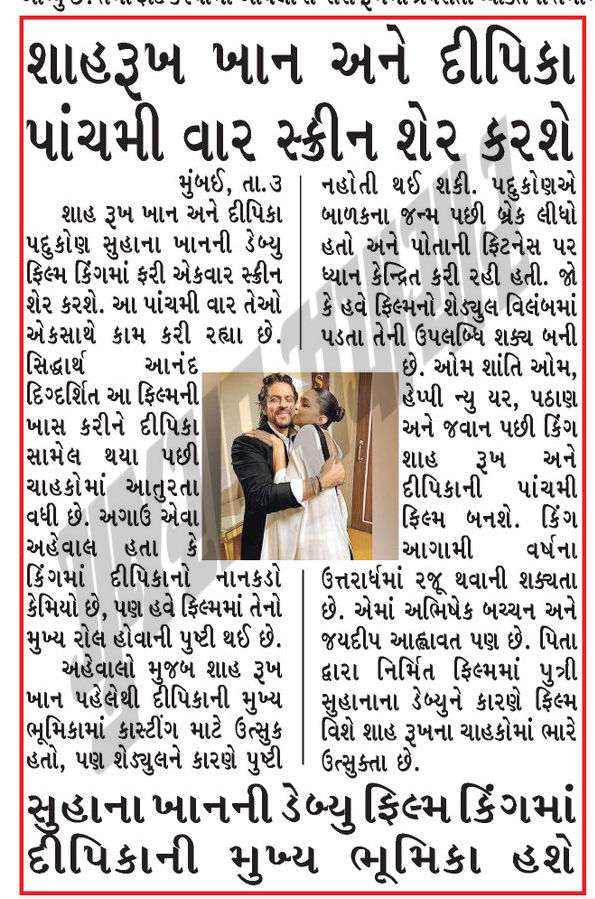 શાહરૂખ ખાન અને દીપિકા
પાંચમી વાર સ્ક્રીન શેર કરશે
મુંબઈ, તા.૩
શાહ રૂખ ખાન અને દીપિકા
પદુકોણ સુહાના ખાનની ડેબ્યુ
ફિલ્મ કિંગમાં ફરી એકવાર સ્ક્રીન
શેર કરશે. આ પાંચમી વાર તેઓ
એકસાથે કામ કરી રહ્યા છે.
સિદ્ધાર્થ આનંદ
દિગ્દર્શિત આ ફિલ્મની
ખાસ કરીને દીપિકા
સામેલ થયા પછી
ચાહકોમાં આતુરતા
વધી છે. અગાઉ એવા
અહેવાલ હતા કે
કિંગમાં દીપિકાનો નાનકડો
કેમિયો છે, પણ હવે ફિલ્મમાં તેનો
મુખ્ય રોલ હોવાની પુષ્ટી થઈ છે.
અહેવાલો મુજબ શાહ રૂખ
ખાન પહેલેથી દીપિકાની મુખ્ય
ભૂમિકામાં કાસ્ટીંગ માટે ઉત્સુક
હતો, પણ શેડ્યુલને કારણે પુષ્ટી
નહોતી થઈ શકી. પદુકોણએ
બાળકના જન્મ પછી બ્રેક લીધો
હતો અને પોતાની ફિટનેસ પર
ધ્યાન કેન્દ્રિત કરી રહી હતી. જો
કે હવે ફિલ્મનો શેડ્યુલ વિલંબમાં
પડતા તેની ઉપલબ્ધિ શક્ય બની
છે. ઓમ શાંતિ ઓમ,
હેપ્પી ન્યુ યર, પઠાણ
અને જવાન પછી કિંગ
શાહ રૂખ અને
દીપિકાની પાંચમી
ફિલ્મ બનશે. કિંગ
આગામી વર્ષના
ઉત્તરાર્ધમાં રજૂ થવાની શક્યતા
છે. એમાં અભિષેક બચ્ચન અને
જયદીપ આહ્લાવત પણ છે. પિતા
દ્વારા નિર્મિત ફિલ્મમાં પુત્રી
સુહાનાના ડેબ્યુને કારણે ફિલ્મ
વિશે શાહ રૂખના ચાહકોમાં ભારે
ઉત્સુક્તા છે.
સુહાના ખાનની ડેબ્યુ ફિલ્મ કિંગમાં
દીપિકાની મુખ્ય ભૂમિકા હશે